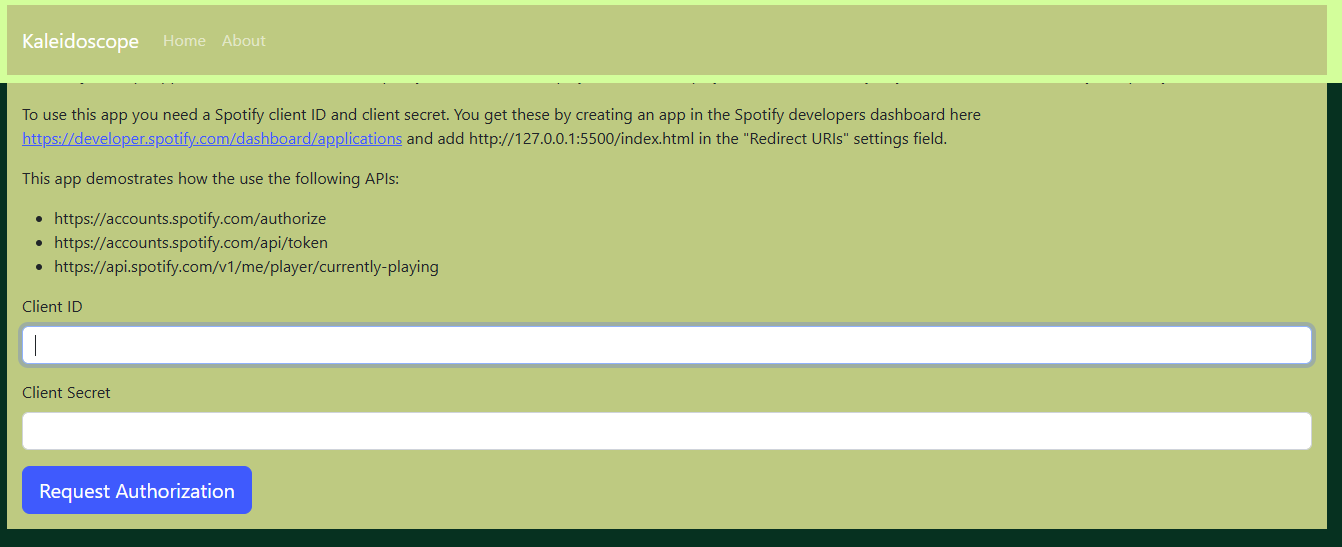 Kaleidoscope Home About
To use this app you need a Spotify client ID and client secret. You get these by creating an app in the Spotify developers dashboard here
https://developer.spotify.com/dashboard/applications and add http://127.0.0.1:5500/index.html in the "Redirect URIs" settings field.
This app demostrates how the use the following APIs:
• https://accounts.spotify.com/authorize
• https://accounts.spotify.com/api/token
• https://api.spotify.com/v1/me/player/currently-playing
Client ID
Client Secret
Request Authorization